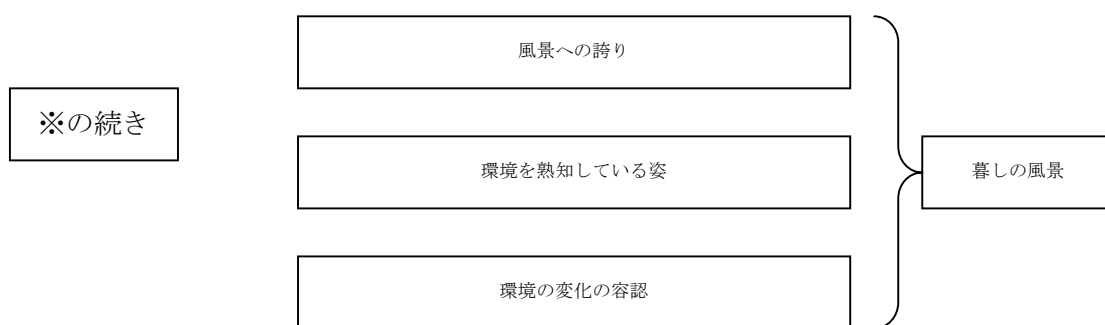 風景への誇り
※の続き
環境を熟知している姿
暮しの風景
環境の変化の容認